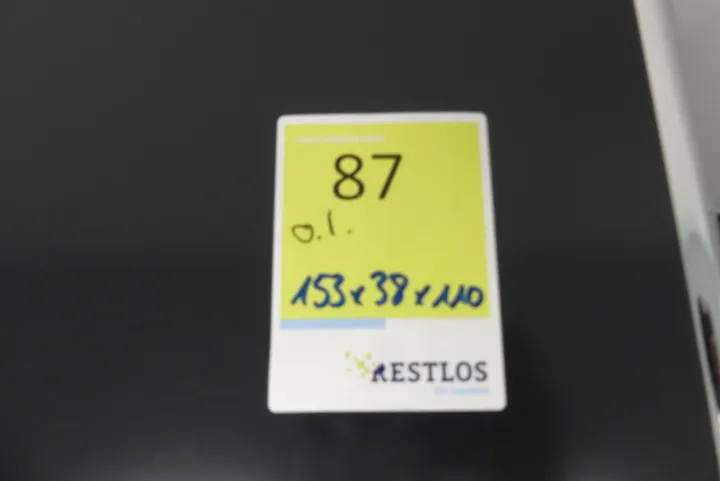 87
o.l.
153x38x110
RESTLOS